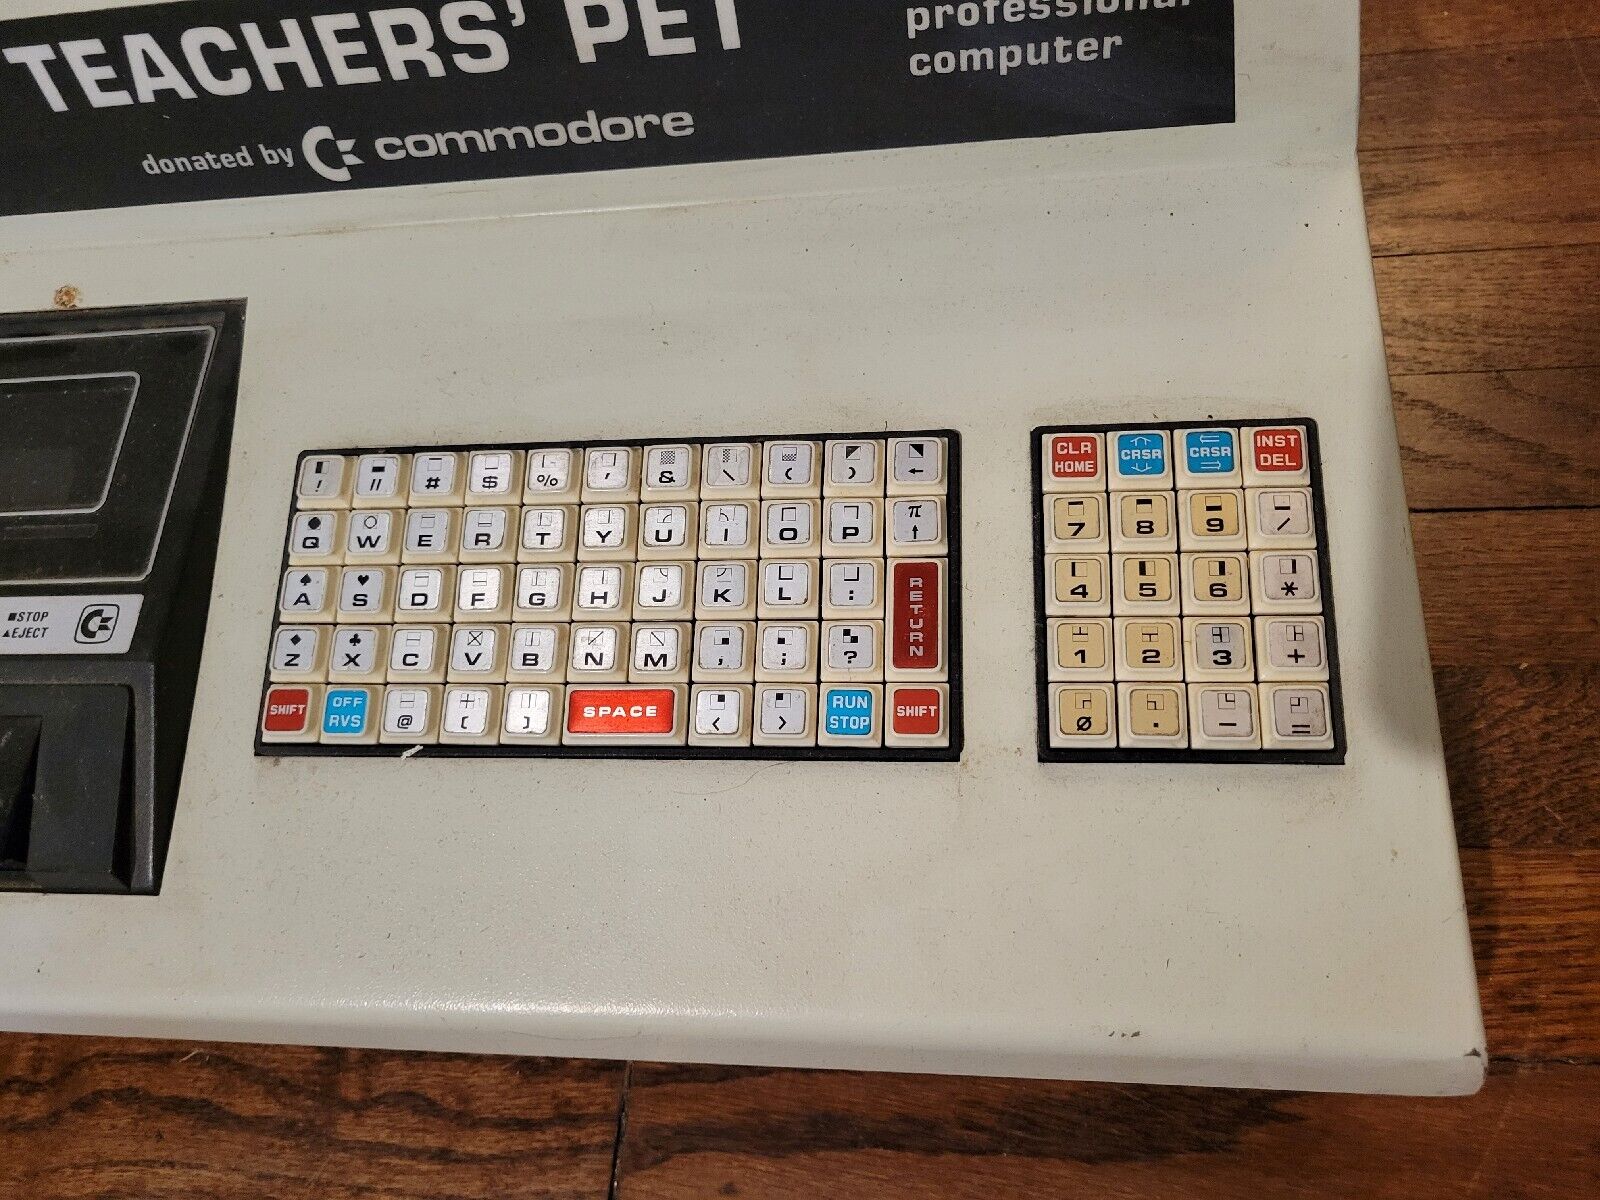 TEACHERS' PET
professional
computer
donated by commodore
■STOP
▲EJECT
! " # $ % ' & \ ( ) ←
Q W E R T Y U I O P ↑ π
A S D F G H J K L :
RETURN
Z X C V B N M , ; ?
SHIFT OFF RVS @ [ ] SPACE < > RUN STOP SHIFT
CLR HOME CRSR CRSR INST DEL
7 8 9 /
4 5 6 *
1 2 3 +
0 . - =